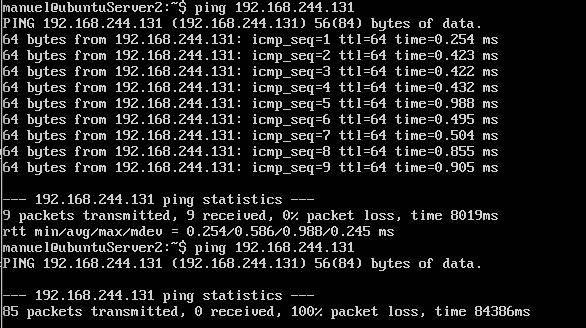 manuel@ubuntuServer2:~$ ping 192.168.244.131
PING 192.168.244.131 (192.168.244.131) 56(84) bytes of data.
64 bytes from 192.168.244.131: icmp_seq=1 ttl=64 time=0.254 ms
64 bytes from 192.168.244.131: icmp_seq=2 ttl=64 time=0.423 ms
64 bytes from 192.168.244.131: icmp_seq=3 ttl=64 time=0.422 ms
64 bytes from 192.168.244.131: icmp_seq=4 ttl=64 time=0.432 ms
64 bytes from 192.168.244.131: icmp_seq=5 ttl=64 time=0.988 ms
64 bytes from 192.168.244.131: icmp_seq=6 ttl=64 time=0.495 ms
64 bytes from 192.168.244.131: icmp_seq=7 ttl=64 time=0.504 ms
64 bytes from 192.168.244.131: icmp_seq=8 ttl=64 time=0.855 ms
64 bytes from 192.168.244.131: icmp_seq=9 ttl=64 time=0.905 ms
--- 192.168.244.131 ping statistics ---
9 packets transmitted, 9 received, 0% packet loss, time 8019ms
rtt min/avg/max/mdev = 0.254/0.586/0.988/0.245 ms
manuel@ubuntuServer2:~$ ping 192.168.244.131
PING 192.168.244.131 (192.168.244.131) 56(84) bytes of data.
--- 192.168.244.131 ping statistics ---
85 packets transmitted, 0 received, 100% packet loss, time 84386ms